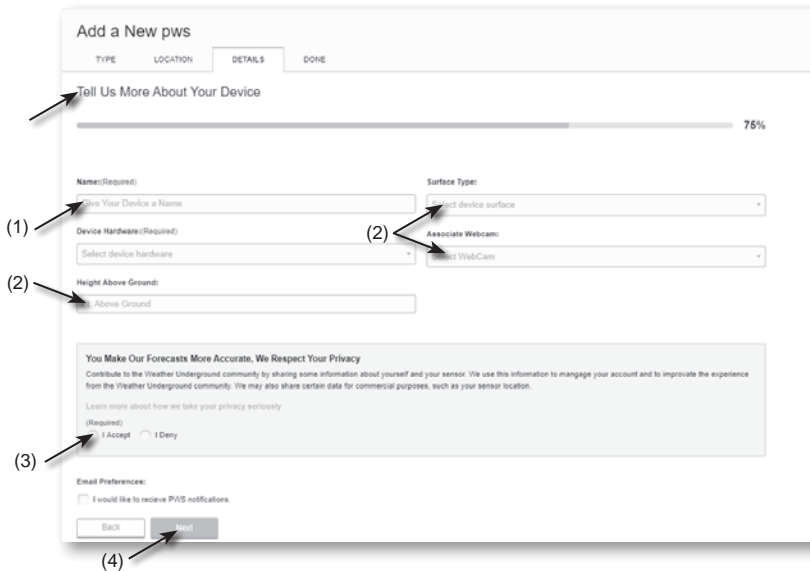 Add a New pws
TYPE LOCATION DETAILS DONE
Tell Us More About Your Device
75%
Name:(Required)
Give Your Device a Name
(1)
Surface Type:
Select device surface
(2)
Device Hardware:(Required)
Select device hardware
Associate Webcam:
Select WebCam
Height Above Ground:
(2)
Above Ground
You Make Our Forecasts More Accurate, We Respect Your Privacy
Contribute to the Weather Underground community by sharing some information about yourself and your sensor. We use this information to mangage your account and to improvate the experience
from the Weather Underground community. We may also share certain data for commercial purposes, such as your sensor location.
Learn more about how we take your privacy seriously
(Required)
I Accept I Deny
(3)
Email Preferences:
I would like to recieve PWS notifications.
Back Next
(4)